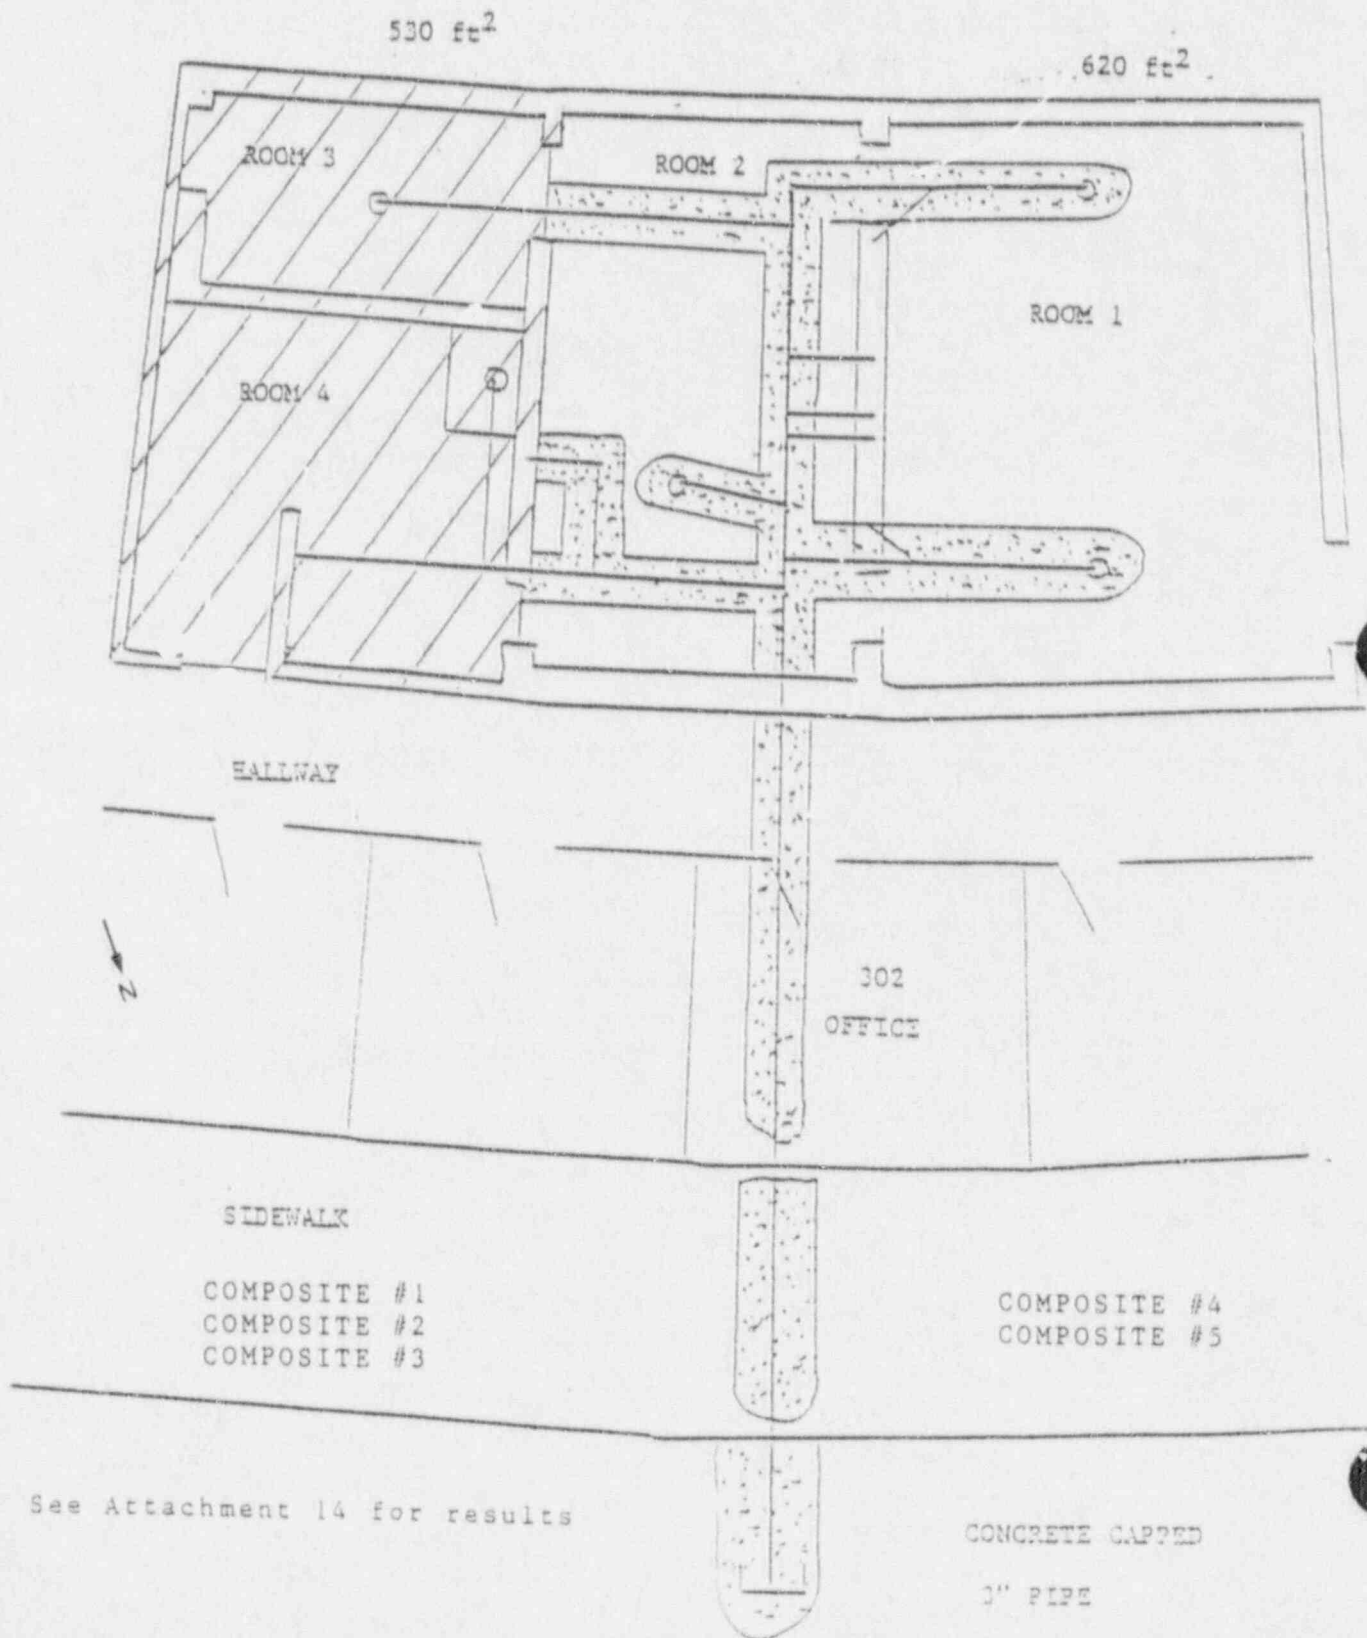 530 ft²
620 ft²
ROOM 3
ROOM 2
ROOM 1
ROOM 4
HALLWAY
N
302
OFFICE
SIDEWALK
COMPOSITE #1
COMPOSITE #2
COMPOSITE #3
COMPOSITE #4
COMPOSITE #5
See Attachment 14 for results
CONCRETE CAPPED
PIPE